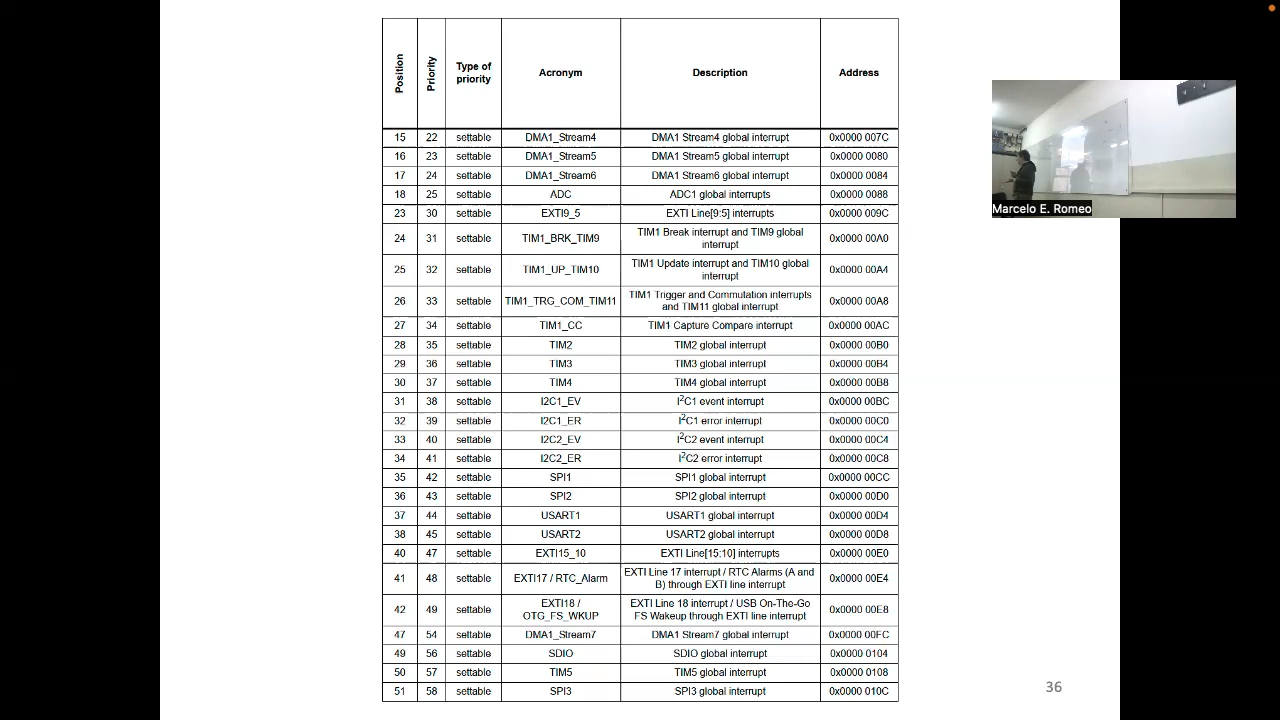 Position Priority Type of priority Acronym Description Address
15 22 settable DMA1_Stream4 DMA1 Stream4 global interrupt 0x0000 007C
16 23 settable DMA1_Stream5 DMA1 Stream5 global interrupt 0x0000 0080
17 24 settable DMA1_Stream6 DMA1 Stream6 global interrupt 0x0000 0084
18 25 settable ADC ADC1 global interrupts 0x0000 0088
23 30 settable EXTI9_5 EXTI Line[9:5] interrupts 0x0000 009C
24 31 settable TIM1_BRK_TIM9 TIM1 Break interrupt and TIM9 global interrupt 0x0000 00A0
25 32 settable TIM1_UP_TIM10 TIM1 Update interrupt and TIM10 global interrupt 0x0000 00A4
26 33 settable TIM1_TRG_COM_TIM11 TIM1 Trigger and Commutation interrupts and TIM11 global interrupt 0x0000 00A8
27 34 settable TIM1_CC TIM1 Capture Compare interrupt 0x0000 00AC
28 35 settable TIM2 TIM2 global interrupt 0x0000 00B0
29 36 settable TIM3 TIM3 global interrupt 0x0000 00B4
30 37 settable TIM4 TIM4 global interrupt 0x0000 00B8
31 38 settable I2C1_EV I²C1 event interrupt 0x0000 00BC
32 39 settable I2C1_ER I²C1 error interrupt 0x0000 00C0
33 40 settable I2C2_EV I²C2 event interrupt 0x0000 00C4
34 41 settable I2C2_ER I²C2 error interrupt 0x0000 00C8
35 42 settable SPI1 SPI1 global interrupt 0x0000 00CC
36 43 settable SPI2 SPI2 global interrupt 0x0000 00D0
37 44 settable USART1 USART1 global interrupt 0x0000 00D4
38 45 settable USART2 USART2 global interrupt 0x0000 00D8
40 47 settable EXTI15_10 EXTI Line[15:10] interrupts 0x0000 00E0
41 48 settable EXTI17 / RTC_Alarm EXTI Line 17 interrupt / RTC Alarms (A and B) through EXTI line interrupt 0x0000 00E4
42 49 settable EXTI18 / OTG_FS_WKUP EXTI Line 18 interrupt / USB On-The-Go FS Wakeup through EXTI line interrupt 0x0000 00E8
47 54 settable DMA1_Stream7 DMA1 Stream7 global interrupt 0x0000 00FC
49 56 settable SDIO SDIO global interrupt 0x0000 0104
50 57 settable TIM5 TIM5 global interrupt 0x0000 0108
51 58 settable SPI3 SPI3 global interrupt 0x0000 010C
36
Marcelo E. Romeo